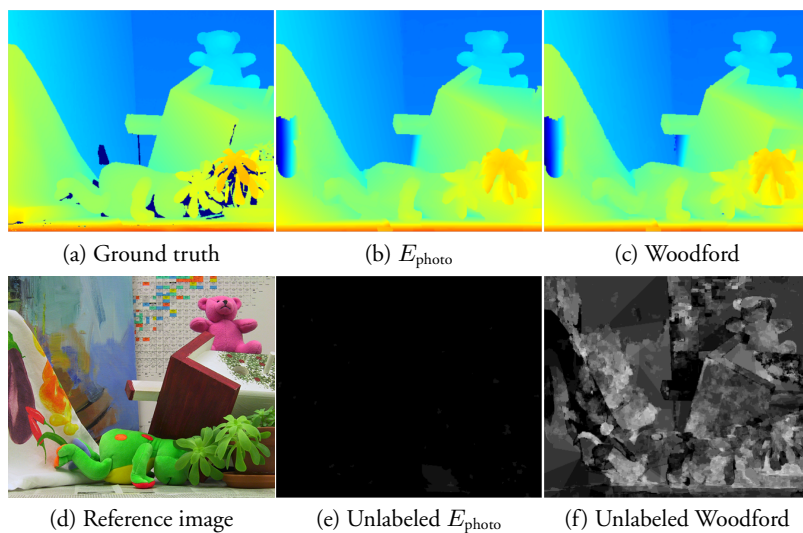 (a) Ground truth
(b) E_photo
(c) Woodford
(d) Reference image
(e) Unlabeled E_photo
(f) Unlabeled Woodford